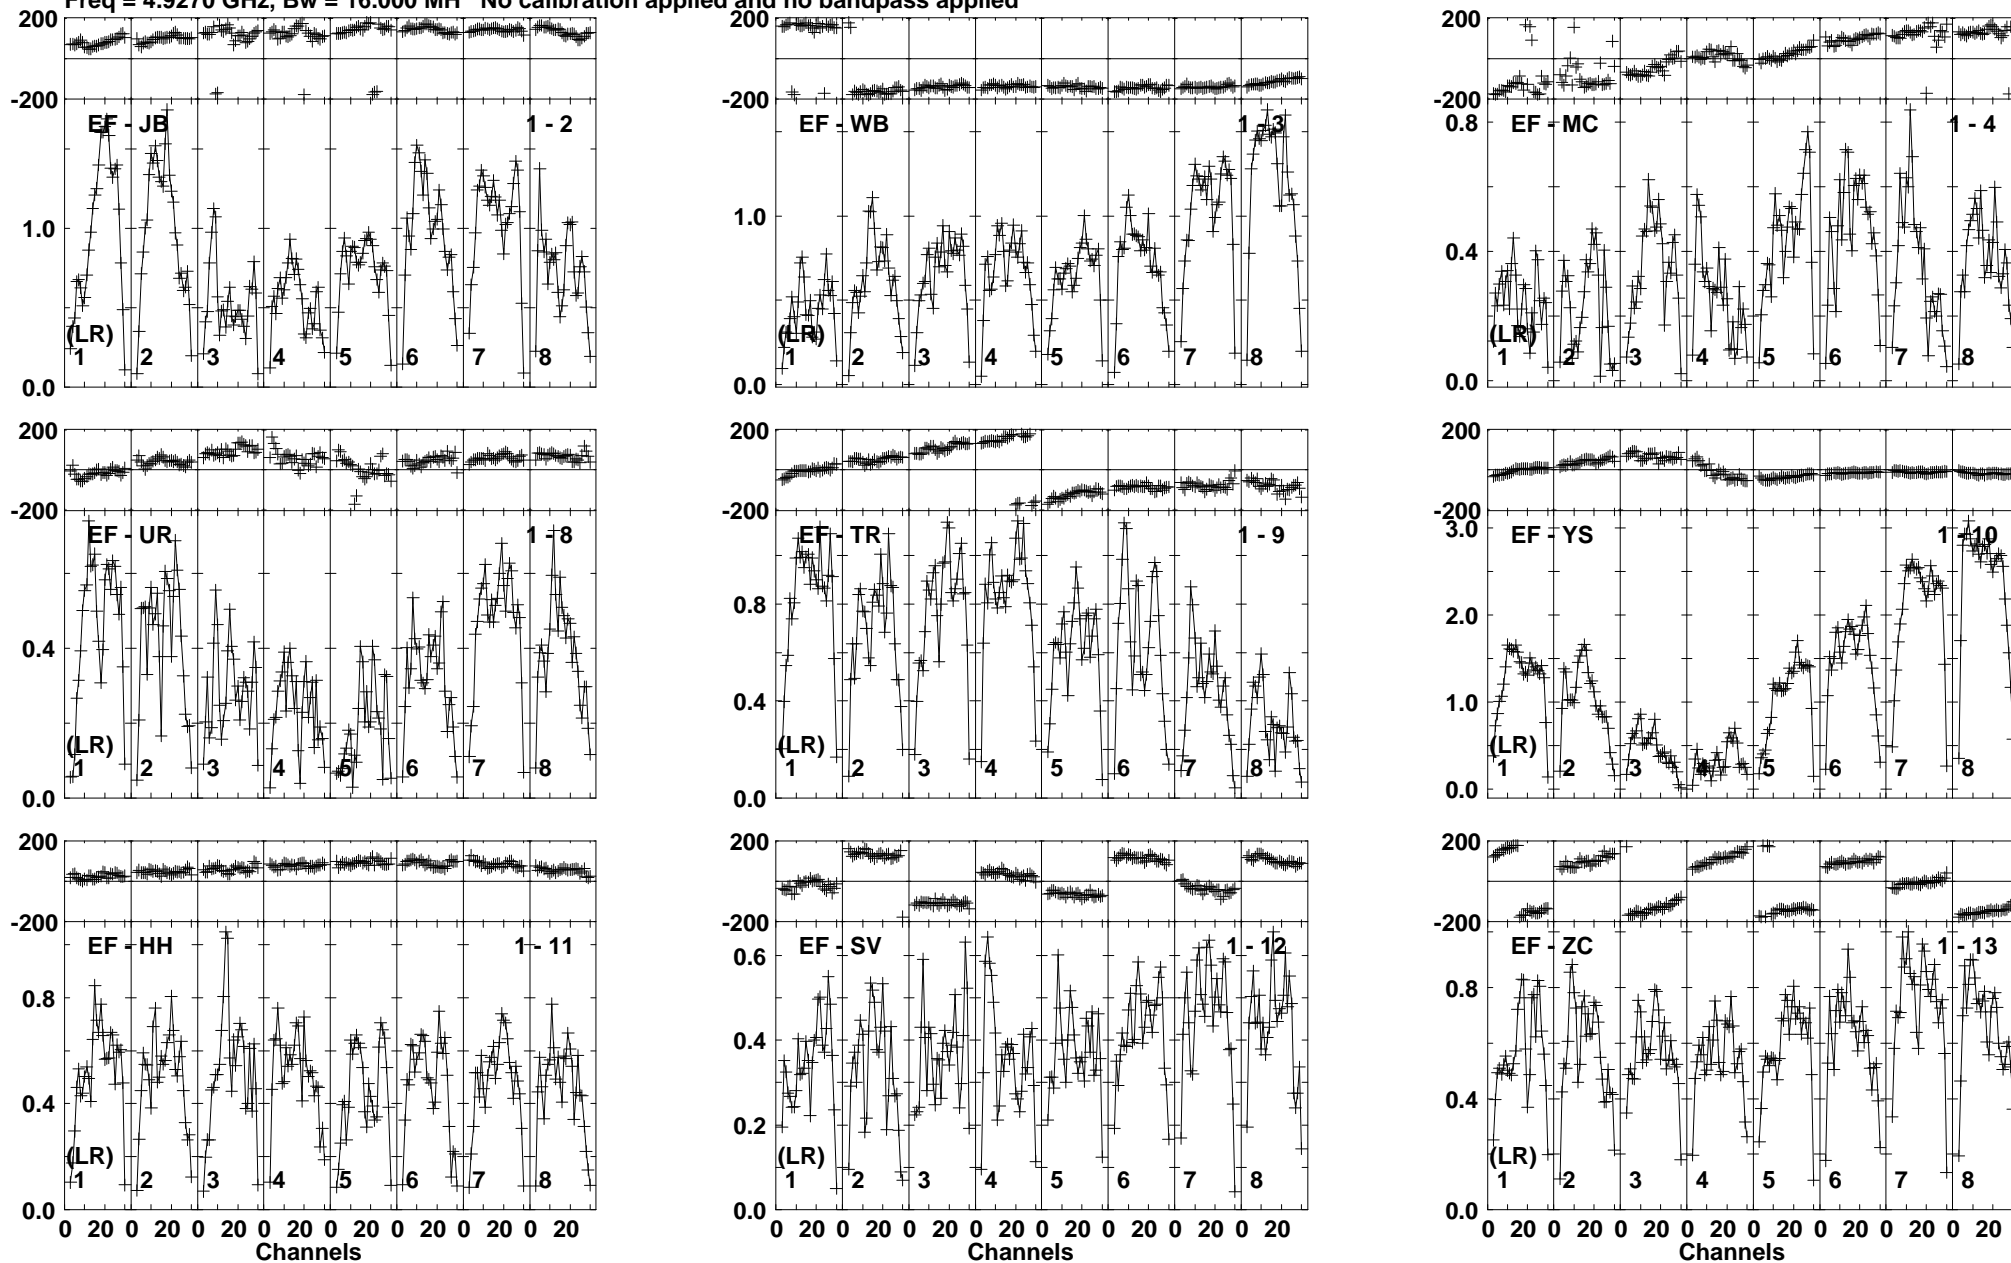 Freq = 4.9270 GHz, Bw = 16.000 MH No calibration applied and no bandpass applied
200 200 200
-200 -200 -200
EF - JB 1 - 2 EF - WB 1 - 3 EF - MC 1 - 4
0.8
1.0 1.0
0.4
(LR) (LR) (LR)
1 2 3 4 5 6 7 8 1 2 3 4 5 6 7 8 1 2 3 4 5 6 7 8
0.0 0.0 0.0
200 200 200
-200 -200 -200
EF - UR 1 - 8 EF - TR 1 - 9 EF - YS 1 - 10
3.0
0.8 2.0
0.4 0.4 1.0
(LR) (LR) (LR)
1 2 3 4 5 6 7 8 1 2 3 4 5 6 7 8 1 2 3 4 5 6 7 8
0.0 0.0 0.0
200 200 200
-200 -200 -200
EF - HH 1 - 11 EF - SV 1 - 12 EF - ZC 1 - 13
0.6
0.8 0.8
0.4
0.4 0.4
0.2
(LR) (LR) (LR)
1 2 3 4 5 6 7 8 1 2 3 4 5 6 7 8 1 2 3 4 5 6 7 8
0.0 0.0 0.0
0 20 0 20 0 20 0 20 0 20 0 20 0 20 0 20 0 20 0 20 0 20 0 20 0 20 0 20 0 20 0 20 0 20 0 20 0 20 0 20 0 20 0 20 0 20 0 20
Channels Channels Channels